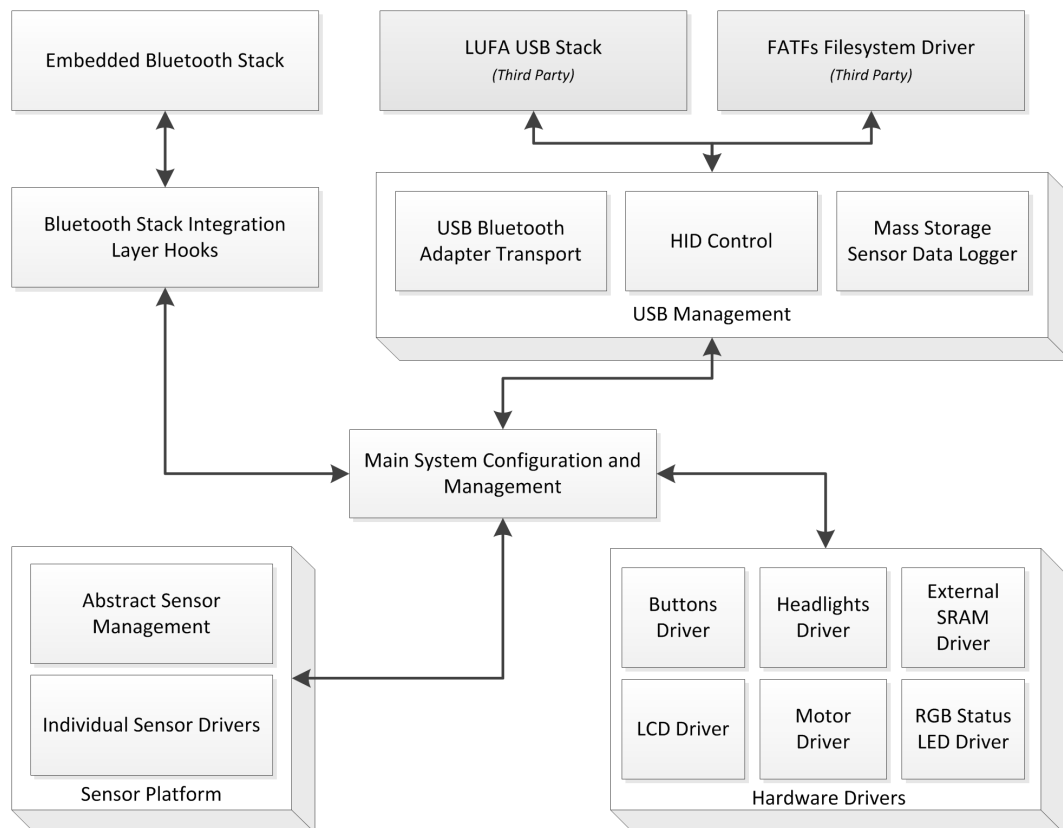 Embedded Bluetooth Stack
LUFA USB Stack
(Third Party)
FATFs Filesystem Driver
(Third Party)
Bluetooth Stack Integration
Layer Hooks
USB Bluetooth
Adapter Transport
HID Control
Mass Storage
Sensor Data Logger
USB Management
Main System Configuration and
Management
Abstract Sensor
Management
Individual Sensor Drivers
Sensor Platform
Buttons
Driver
Headlights
Driver
External
SRAM
Driver
LCD Driver
Motor
Driver
RGB Status
LED Driver
Hardware Drivers